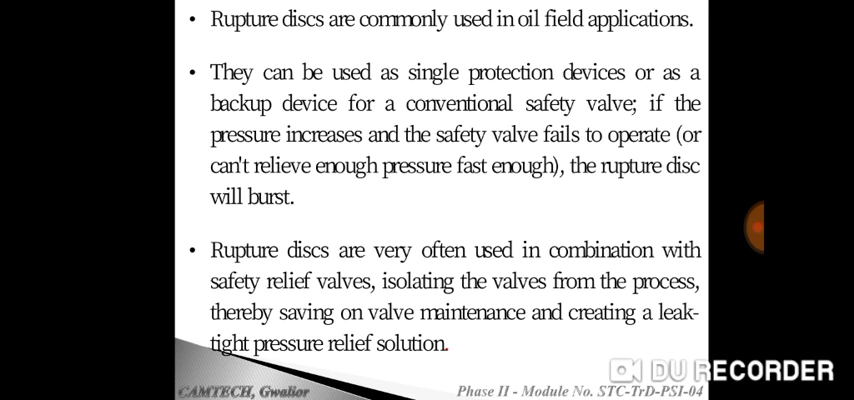 • Rupture discs are commonly used in oil field applications.
• They can be used as single protection devices or as a
backup device for a conventional safety valve; if the
pressure increases and the safety valve fails to operate (or
can't relieve enough pressure fast enough), the rupture disc
will burst.
• Rupture discs are very often used in combination with
safety relief valves, isolating the valves from the process,
thereby saving on valve maintenance and creating a leak-
tight pressure relief solution.
DU RECORDER
CAMTECH, Gwalior
Phase II - Module No. STC-TrD-PSI-04